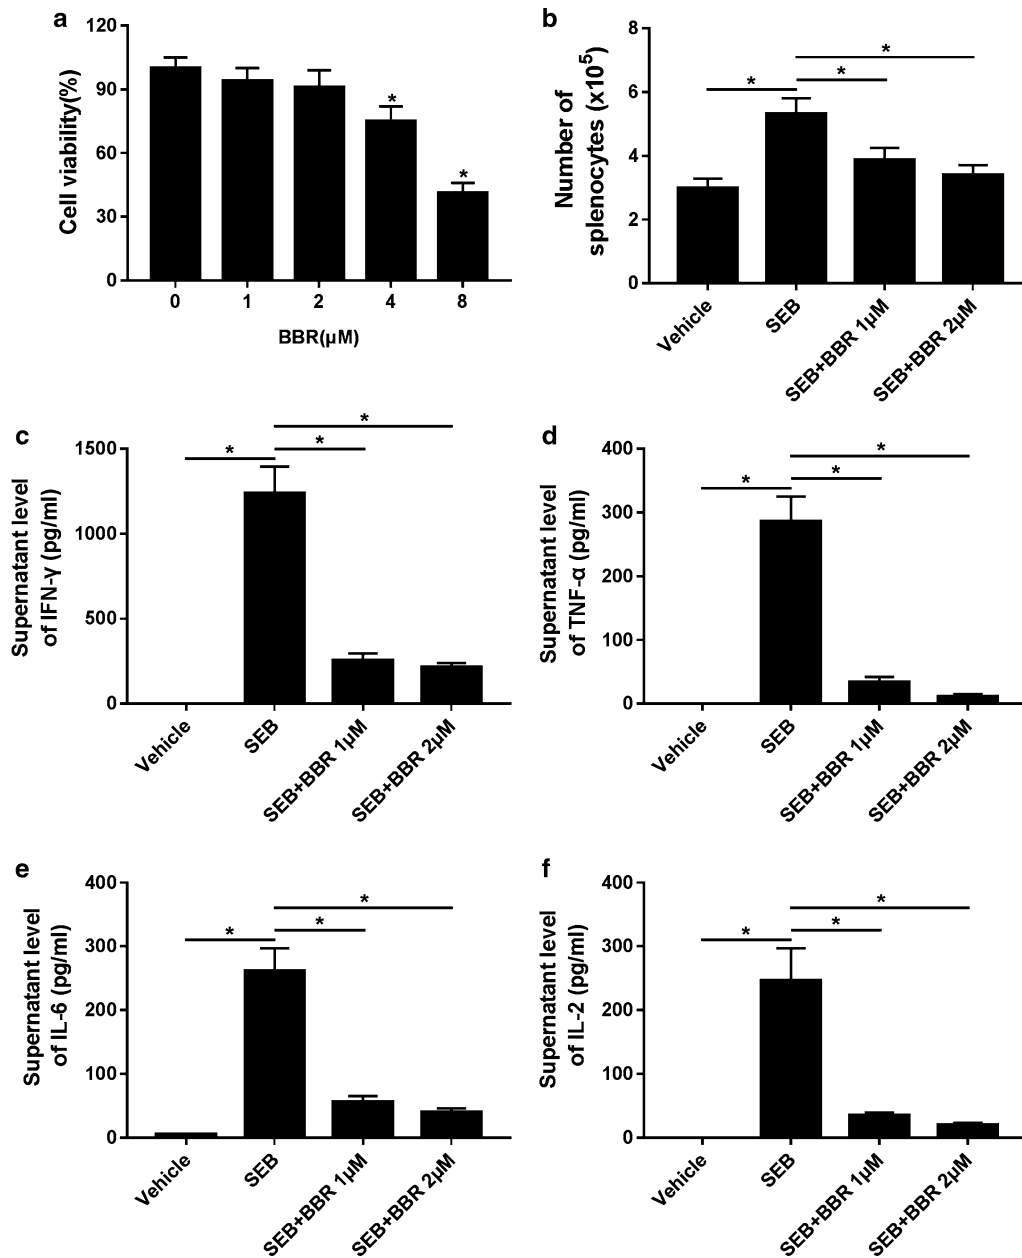 a
Cell viability(%)
120
90
60
30
0
*
*
0 1 2 4 8
BBR(µM)
b
Number of
splenocytes (x10⁵)
8
6
4
2
0
*
*
*
Vehicle
SEB
SEB+BBR 1µM
SEB+BBR 2µM
c
Supernatant level
of IFN-γ (pg/ml)
1500
1000
500
0
*
*
*
Vehicle
SEB
SEB+BBR 1µM
SEB+BBR 2µM
d
Supernatant level
of TNF-α (pg/ml)
400
300
200
100
0
*
*
*
Vehicle
SEB
SEB+BBR 1µM
SEB+BBR 2µM
e
Supernatant level
of IL-6 (pg/ml)
400
300
200
100
0
*
*
*
Vehicle
SEB
SEB+BBR 1µM
SEB+BBR 2µM
f
Supernatant level
of IL-2 (pg/ml)
400
300
200
100
0
*
*
*
Vehicle
SEB
SEB+BBR 1µM
SEB+BBR 2µM